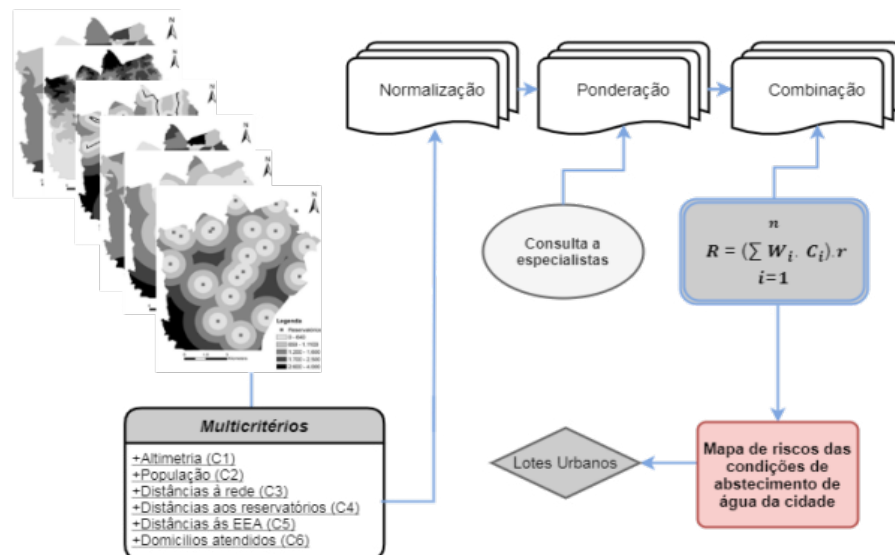 N
N
N
N
N
N
Legenda
Reservatórios
Normalização
Ponderação
Combinação
Consulta a
especialistas
n
R = (∑ Wᵢ. Cᵢ).r
i=1
Multicritérios
+Altimetria (C1)
+População (C2)
+Distâncias à rede (C3)
+Distâncias aos reservatórios (C4)
+Distâncias ás EEA (C5)
+Domicílios atendidos (C6)
Lotes Urbanos
Mapa de riscos das
condições de
abstecimento de
água da cidade